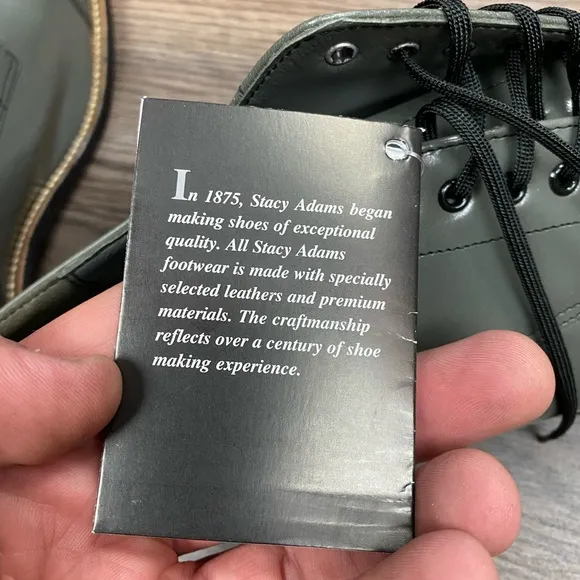 In 1875, Stacy Adams began
making shoes of exceptional
quality. All Stacy Adams
footwear is made with specially
selected leathers and premium
materials. The craftmanship
reflects over a century of shoe
making experience.